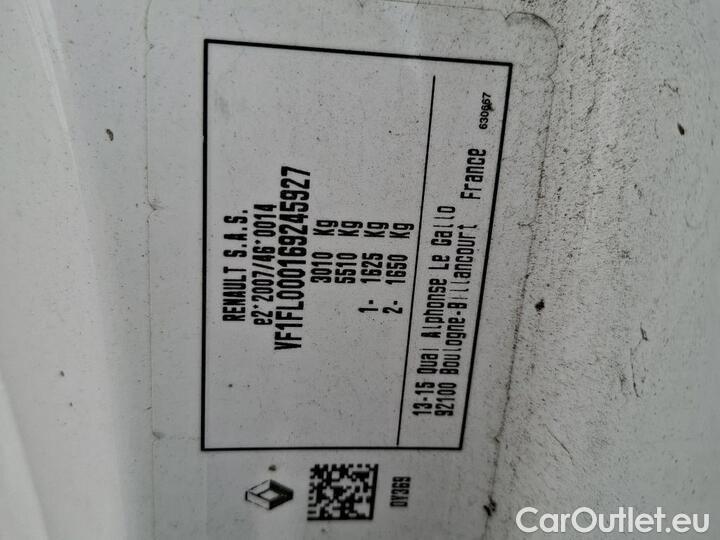 RENAULT S.A.S.
e2*2007/46*0014
VF1FL000169245927
3010 Kg
5510 Kg
1- 1625 Kg
2- 1650 Kg
13-15 Quai Alphonse Le Gallo
92100 Boulogne-Billancourt France
630667
DY369
CarOutlet.eu